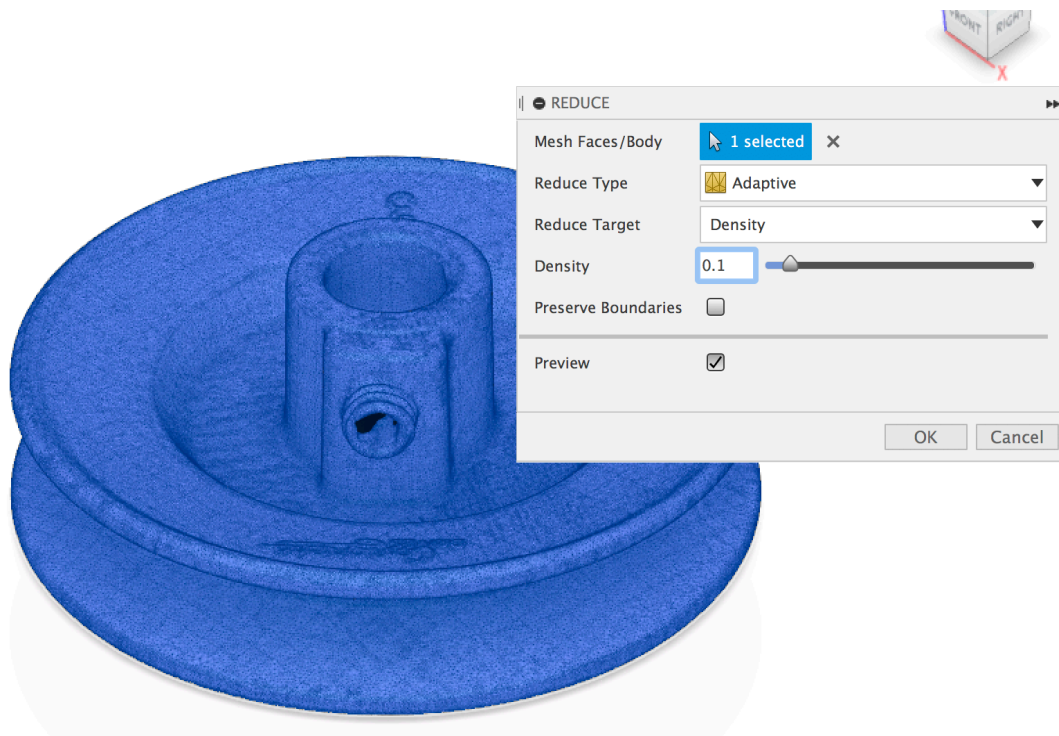 FRONT
RIGHT
X
REDUCE
Mesh Faces/Body 1 selected
Reduce Type Adaptive
Reduce Target Density
Density 0.1
Preserve Boundaries
Preview
OK Cancel